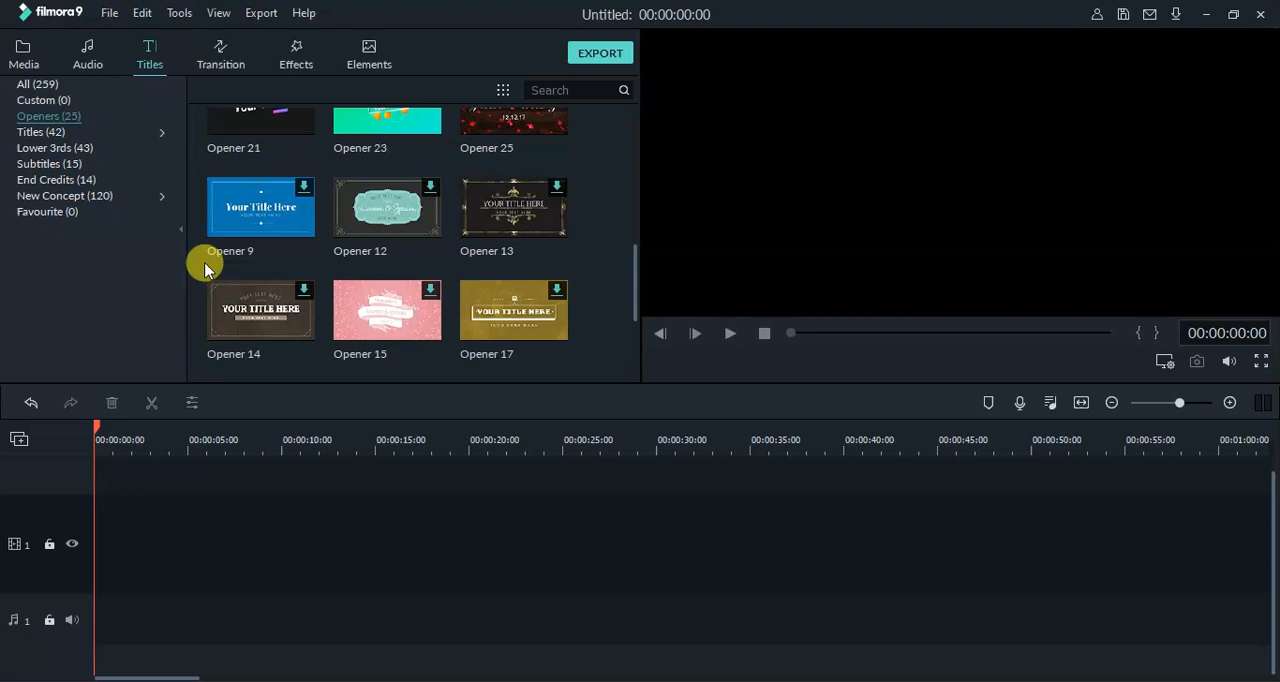 filmora9 File Edit Tools View Export Help Untitled: 00:00:00:00
Media Audio Titles Transition Effects Elements EXPORT
All (259)
Custom (0)
Openers (25)
Titles (42)
Lower 3rds (43)
Subtitles (15)
End Credits (14)
New Concept (120)
Favourite (0)
Search
12.12.17
Opener 21 Opener 23 Opener 25
Your Title Here
YOUR TITLE HERE
Opener 9 Opener 12 Opener 13
YOUR TITLE HERE
YOUR TITLE HERE
Opener 14 Opener 15 Opener 17
{ } 00:00:00:00
00:00:00:00 00:00:05:00 00:00:10:00 00:00:15:00 00:00:20:00 00:00:25:00 00:00:30:00 00:00:35:00 00:00:40:00 00:00:45:00 00:00:50:00 00:00:55:00 00:01:00:00
1
1